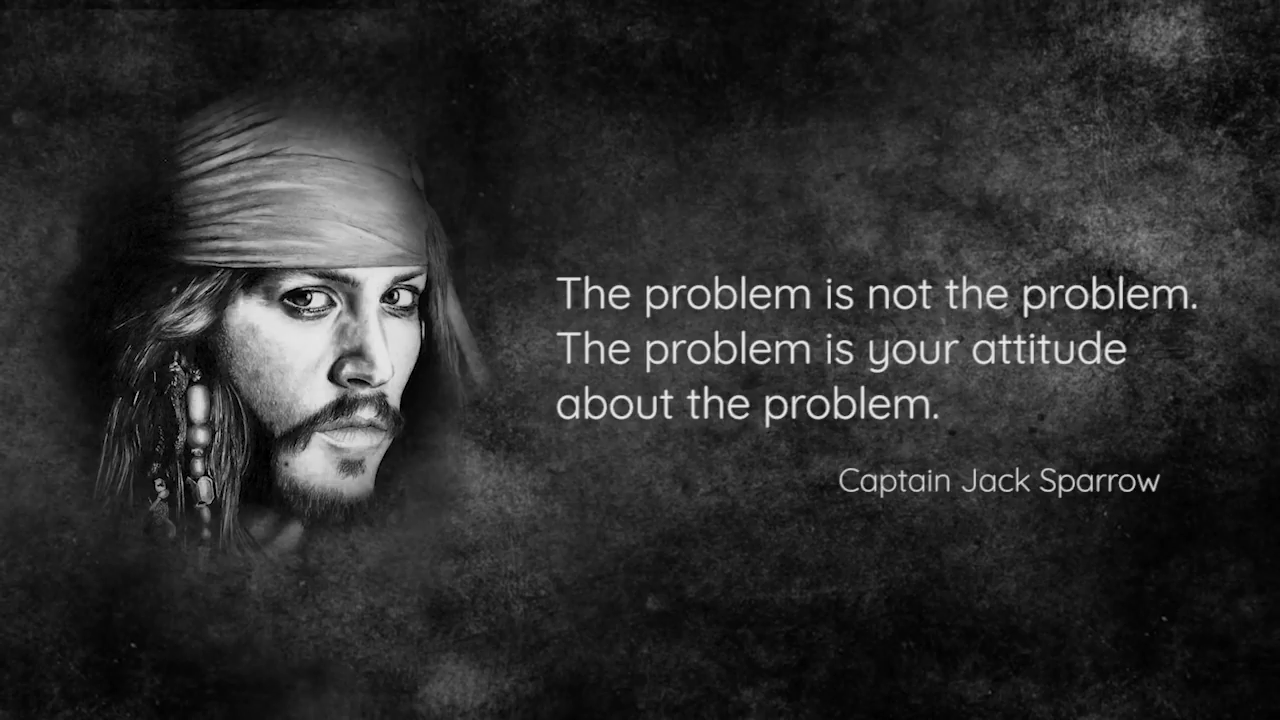 The problem is not the problem.
The problem is your attitude
about the problem.
Captain Jack Sparrow